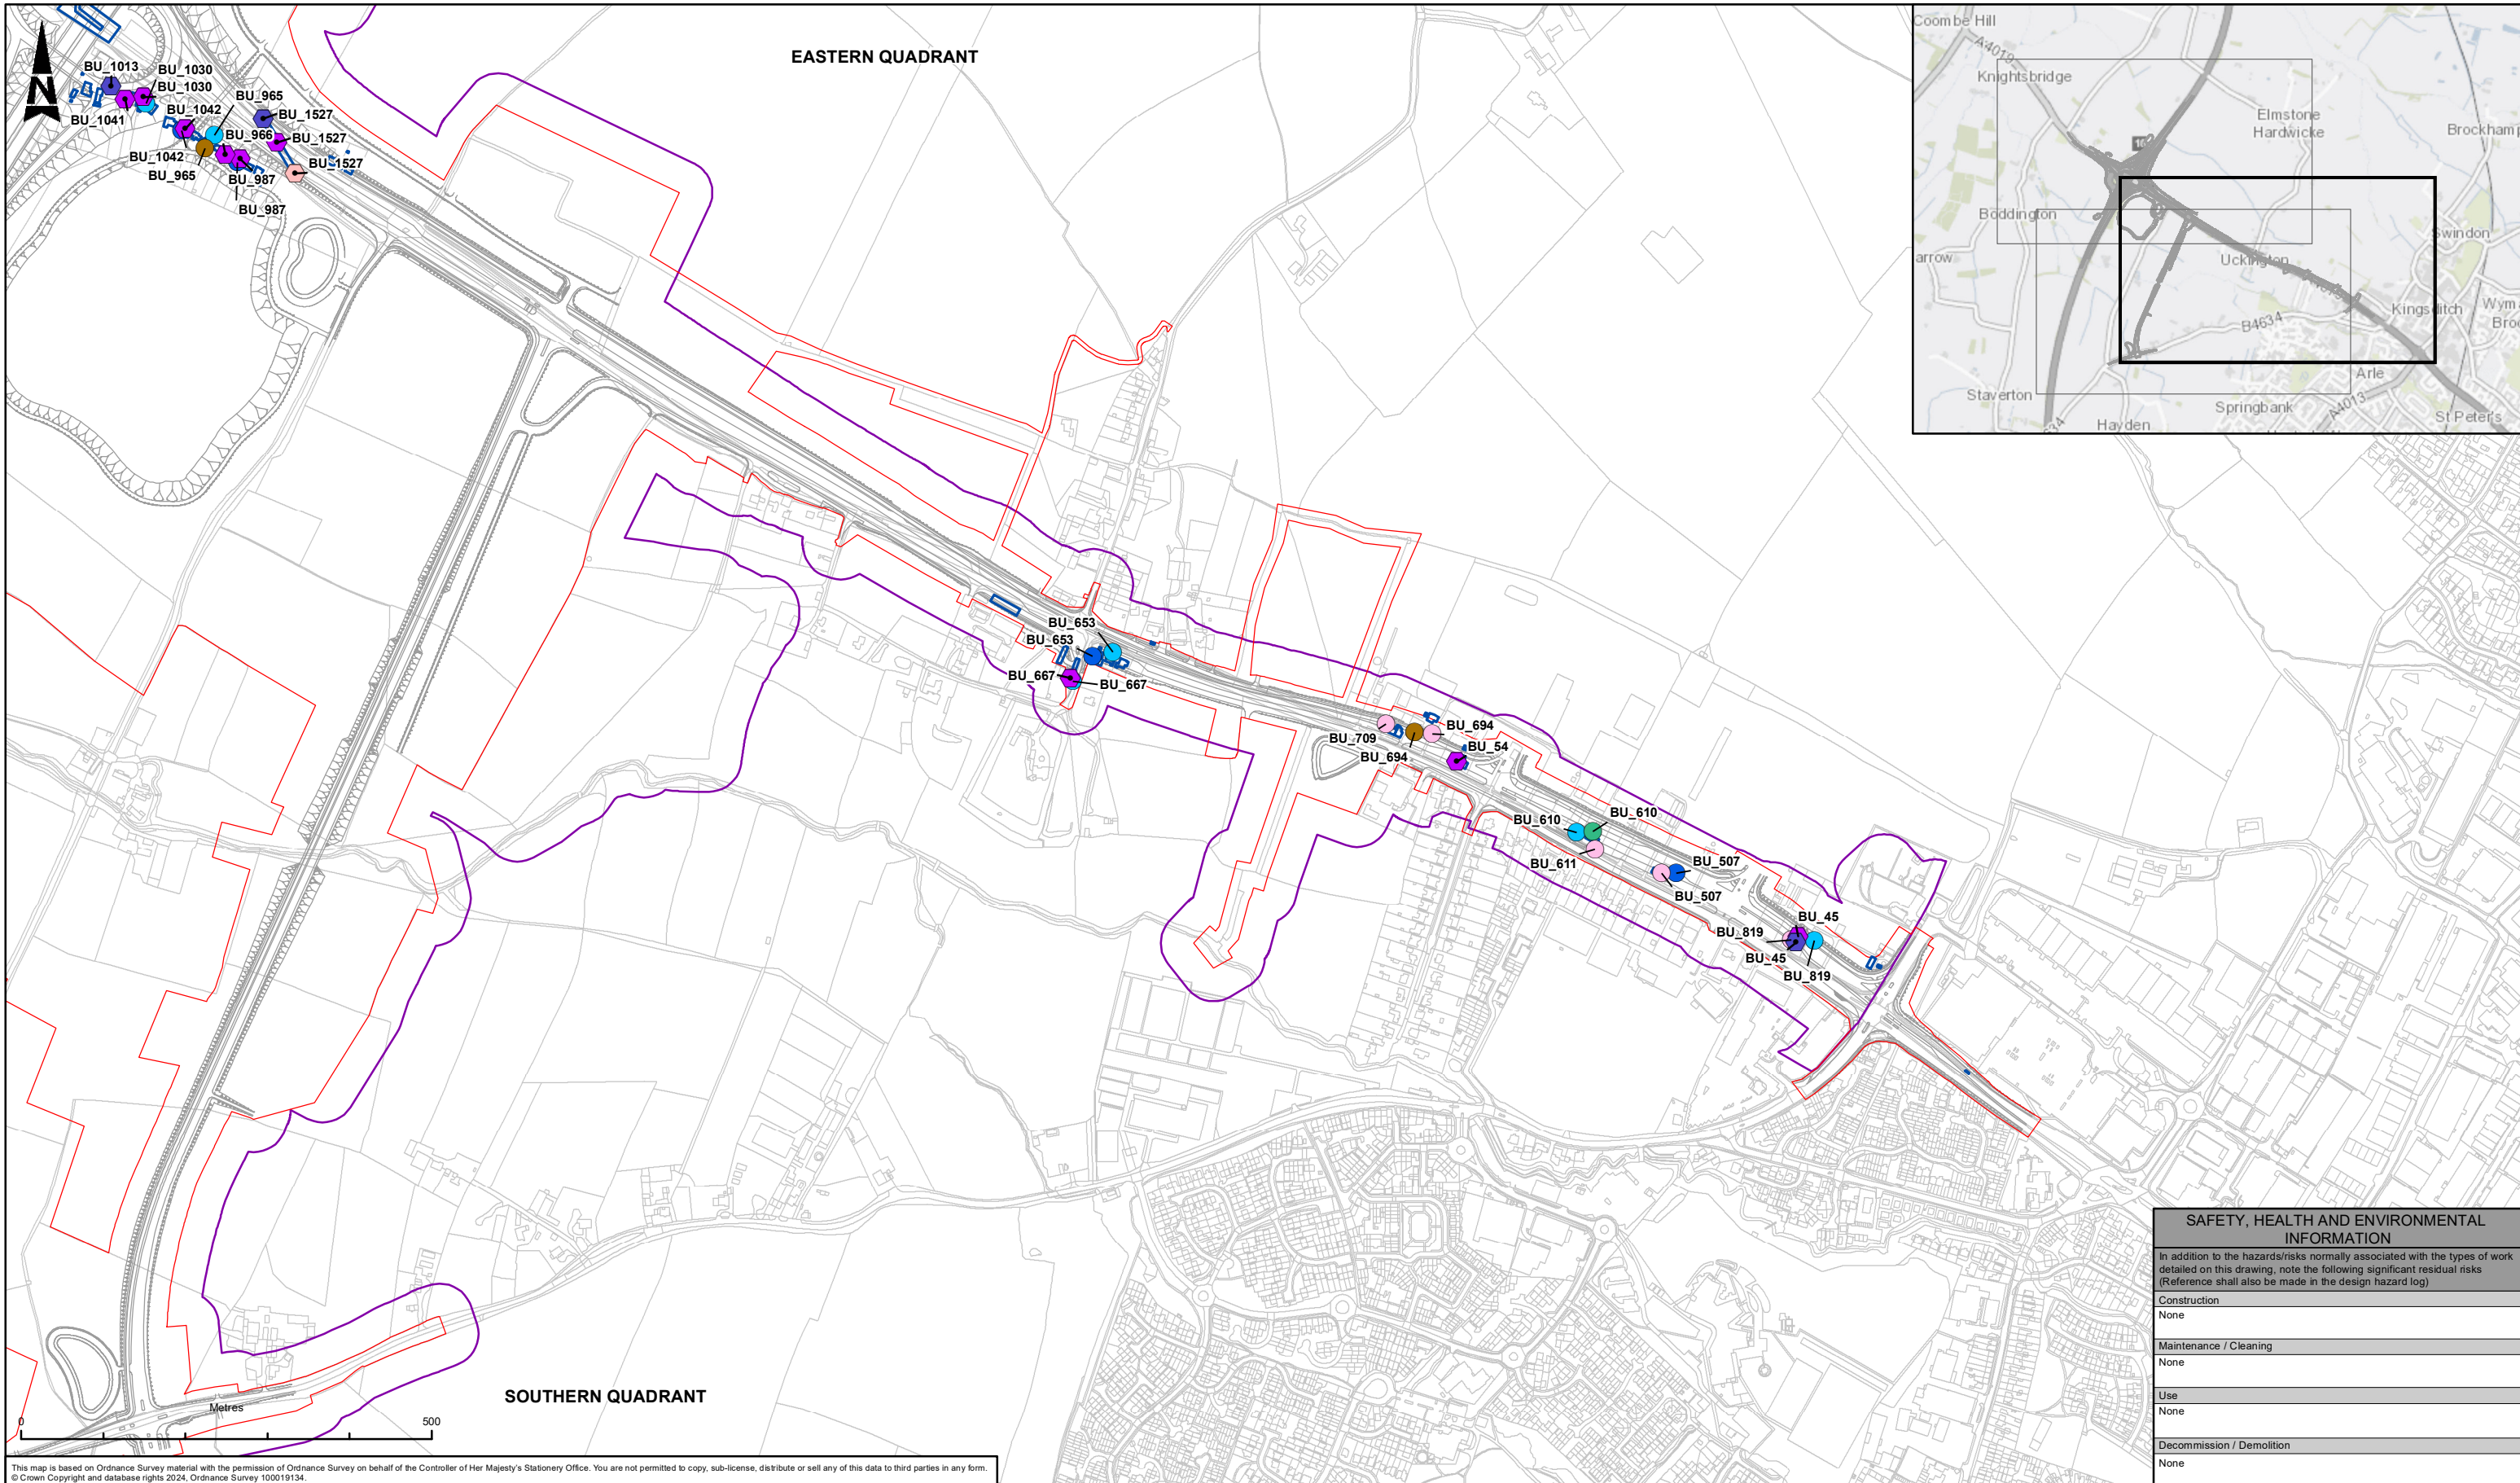 EASTERN QUADRANT
N
BU_1013
BU_1030
BU_1030
BU_1041
BU_1042
BU_965
BU_1527
BU_966
BU_1527
BU_1042
BU_965
BU_987
BU_1527
BU_987
BU_653
BU_653
BU_667
BU_667
BU_709
BU_694
BU_694
BU_54
BU_610
BU_610
BU_611
BU_507
BU_507
BU_45
BU_819
BU_45
BU_819
Coombe Hill
A4019
Knightsbridge
Elmstone
Hardwicke
Boddington
Swindon
Uckington
Kingsditch
B4634
Arle
Staverton
Springbank
A4013
Hayden
St Peter's
SOUTHERN QUADRANT
Metres
0
500
This map is based on Ordnance Survey material with the permission of Ordnance Survey on behalf of the Controller of Her Majesty's Stationery Office. You are not permitted to copy, sub-license, distribute or sell any of this data to third parties in any form.
© Crown Copyright and database rights 2024, Ordnance Survey 100019134.
SAFETY, HEALTH AND ENVIRONMENTAL
INFORMATION
In addition to the hazards/risks normally associated with the types of work
detailed on this drawing, note the following significant residual risks
(Reference shall also be made in the design hazard log)
Construction
None
Maintenance / Cleaning
None
Use
None
Decommission / Demolition
None